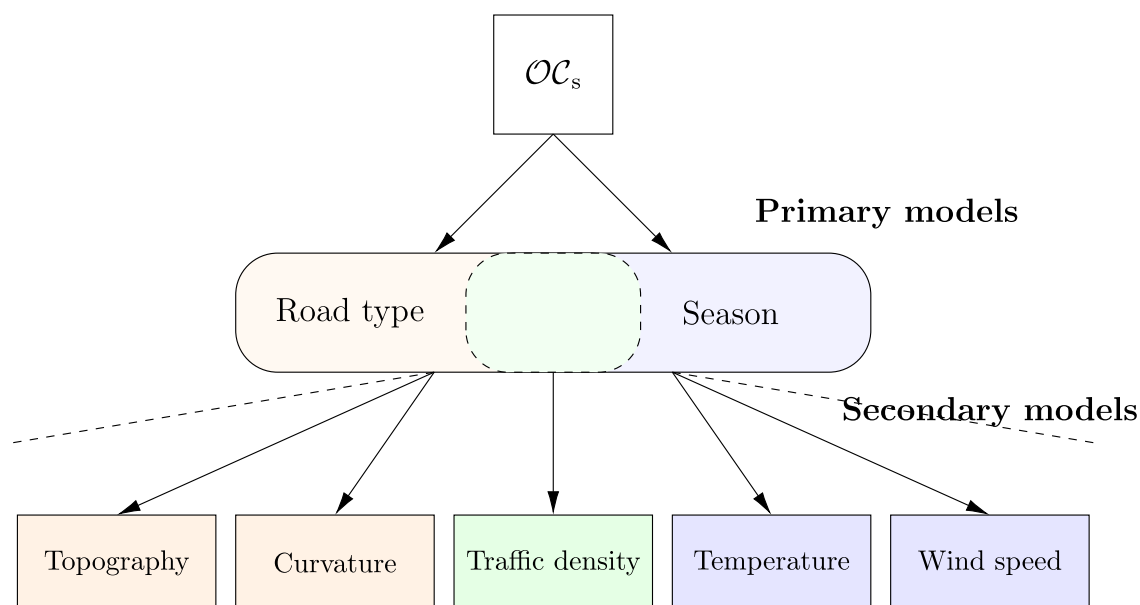 𝒪𝒞s
Primary models
Road type
Season
Secondary models
Topography
Curvature
Traffic density
Temperature
Wind speed